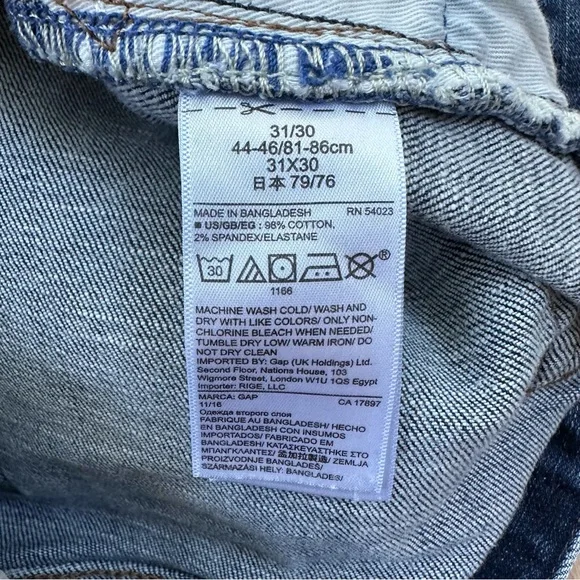 31/30
44-46/81-86cm
31X30
日本 79/76
MADE IN BANGLADESH RN 54023
■ US/GB/EG : 98% COTTON,
2% SPANDEX/ELASTANE
30 ®
1166
MACHINE WASH COLD/ WASH AND
DRY WITH LIKE COLORS/ ONLY NON-
CHLORINE BLEACH WHEN NEEDED/
TUMBLE DRY LOW/ WARM IRON/ DO
NOT DRY CLEAN
IMPORTED BY: Gap (UK Holdings) Ltd.
Second Floor, Nations House, 103
Wigmore Street, London W1U 1QS Egypt
Importer: RIGE, LLC
MARCA: GAP CA 17897
11/16
Одежда второго слоя
FABRIQUE AU BANGLADESH/ HECHO
EN BANGLADESH CON INSUMOS
IMPORTADOS/ FABRICADO EM
BANGLADESH/ ΚΑΤΑΣΚΕΥΑΣΤΗΚΕ ΣΤΟ
ΜΠΑΝΓΚΛΑΝΤΕΣ/ 孟加拉製造/ ZEMLJA
PROIZVODNJE BANGLADEŠ/
SZÁRMAZÁSI HELY: BANGLADES/